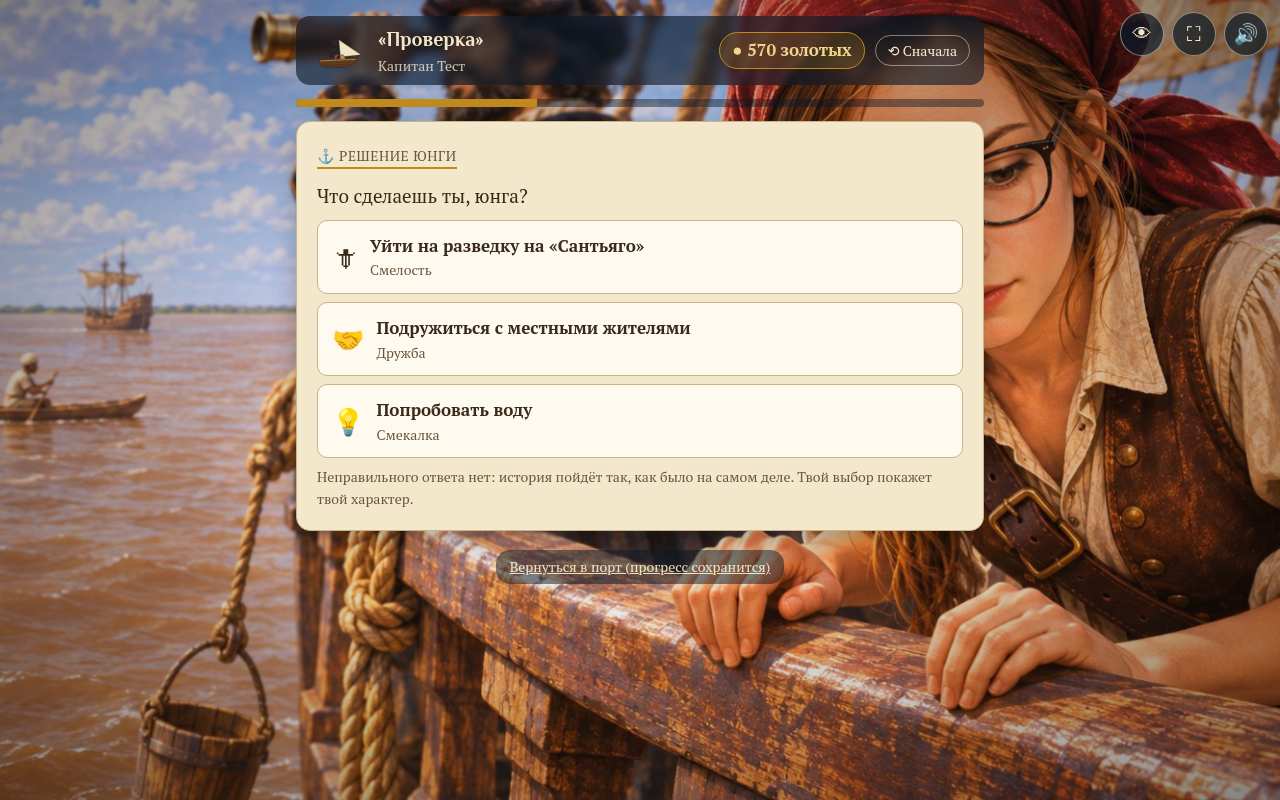 «Проверка»
Капитан Тест
● 570 золотых
⟲ Сначала
⚓ РЕШЕНИЕ ЮНГИ
Что сделаешь ты, юнга?
Уйти на разведку на «Сантьяго»
Смелость
Подружиться с местными жителями
Дружба
Попробовать воду
Смекалка
Неправильного ответа нет: история пойдёт так, как было на самом деле. Твой выбор покажет
твой характер.
Вернуться в порт (прогресс сохранится)